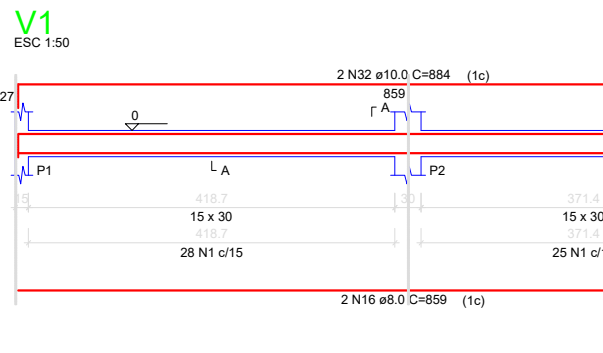 V1
ESC 1:50
2 N32 ø10.0 C=884 (1c)
27
859
A
0
P1
A
P2
15
418.7
30
371.4
15 x 30
15 x 30
418.7
371.4
28 N1 c/15
25 N1 c/
2 N16 ø8.0 C=859 (1c)